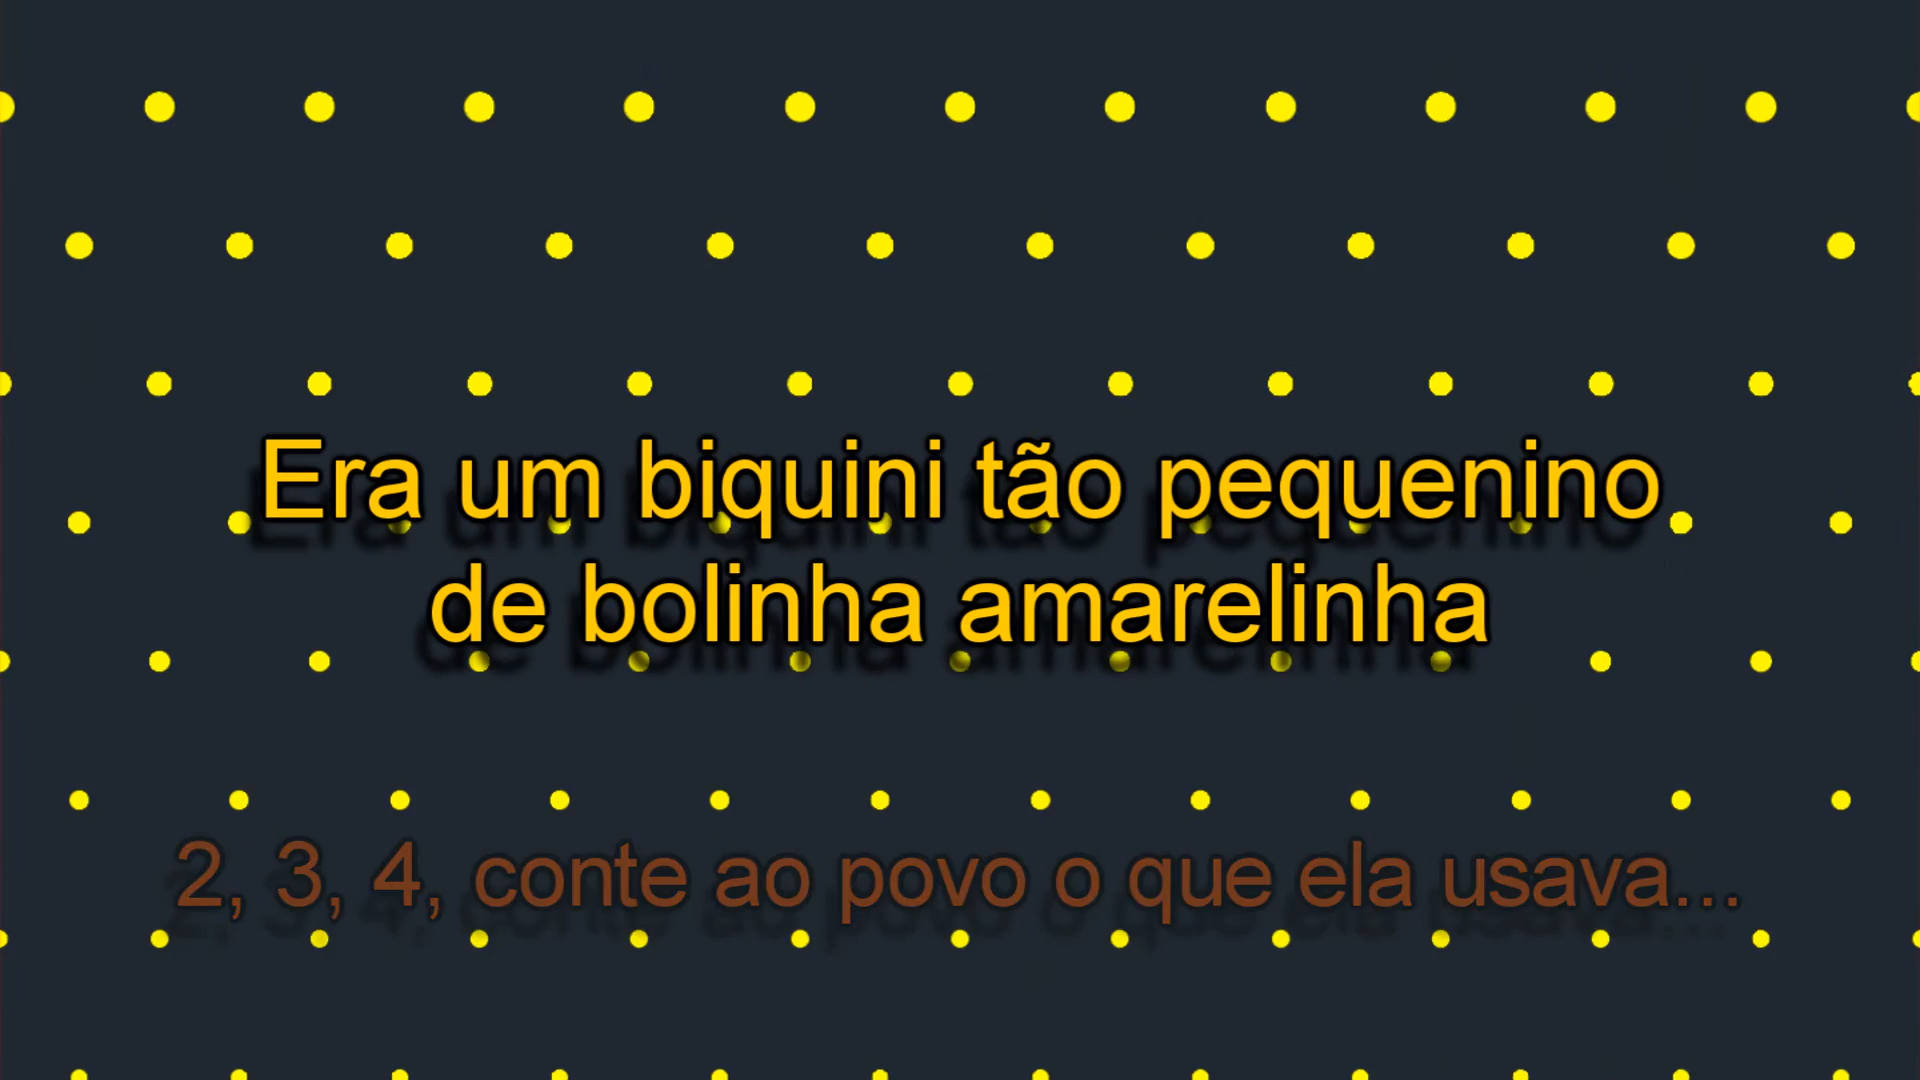 Era um biquini tão pequenino
de bolinha amarelinha
2, 3, 4, conte ao povo o que ela usava...